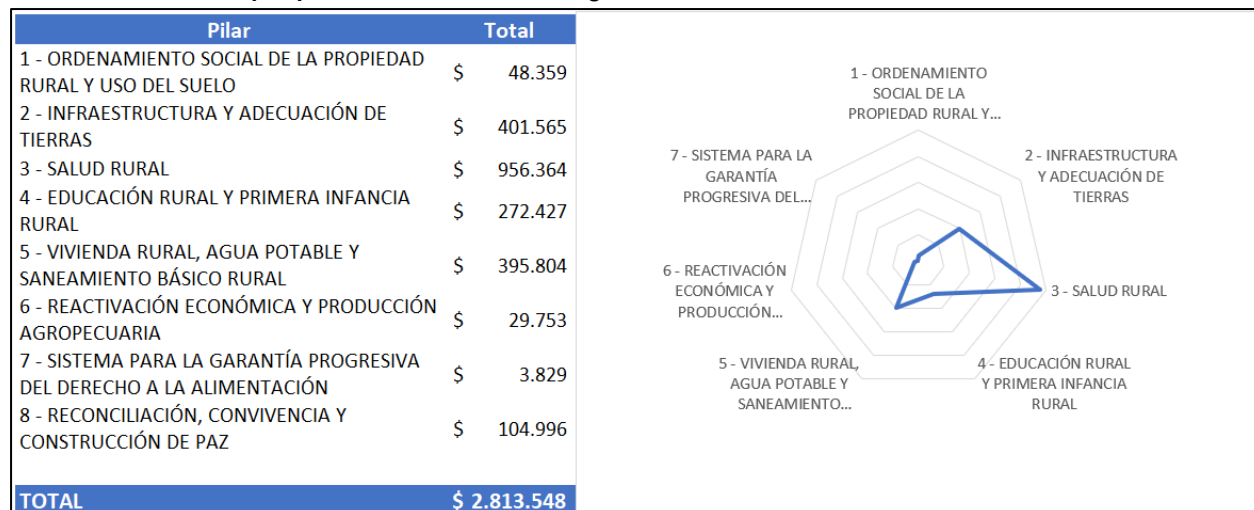 Pilar Total
1 - ORDENAMIENTO SOCIAL DE LA PROPIEDAD
RURAL Y USO DEL SUELO
$ 48.359
2 - INFRAESTRUCTURA Y ADECUACIÓN DE
TIERRAS
$ 401.565
3 - SALUD RURAL $ 956.364
4 - EDUCACIÓN RURAL Y PRIMERA INFANCIA
RURAL
$ 272.427
5 - VIVIENDA RURAL, AGUA POTABLE Y
SANEAMIENTO BÁSICO RURAL
$ 395.804
6 - REACTIVACIÓN ECONÓMICA Y PRODUCCIÓN
AGROPECUARIA
$ 29.753
7 - SISTEMA PARA LA GARANTÍA PROGRESIVA
DEL DERECHO A LA ALIMENTACIÓN
$ 3.829
8 - RECONCILIACIÓN, CONVIVENCIA Y
CONSTRUCCIÓN DE PAZ
$ 104.996
TOTAL $ 2.813.548
1 - ORDENAMIENTO
SOCIAL DE LA
PROPIEDAD RURAL Y...
2 - INFRAESTRUCTURA
Y ADECUACIÓN DE
TIERRAS
3 - SALUD RURAL
4 - EDUCACIÓN RURAL
Y PRIMERA INFANCIA
RURAL
5 - VIVIENDA RURAL,
AGUA POTABLE Y
SANEAMIENTO...
6 - REACTIVACIÓN
ECONÓMICA Y
PRODUCCIÓN...
7 - SISTEMA PARA LA
GARANTÍA
PROGRESIVA DEL...